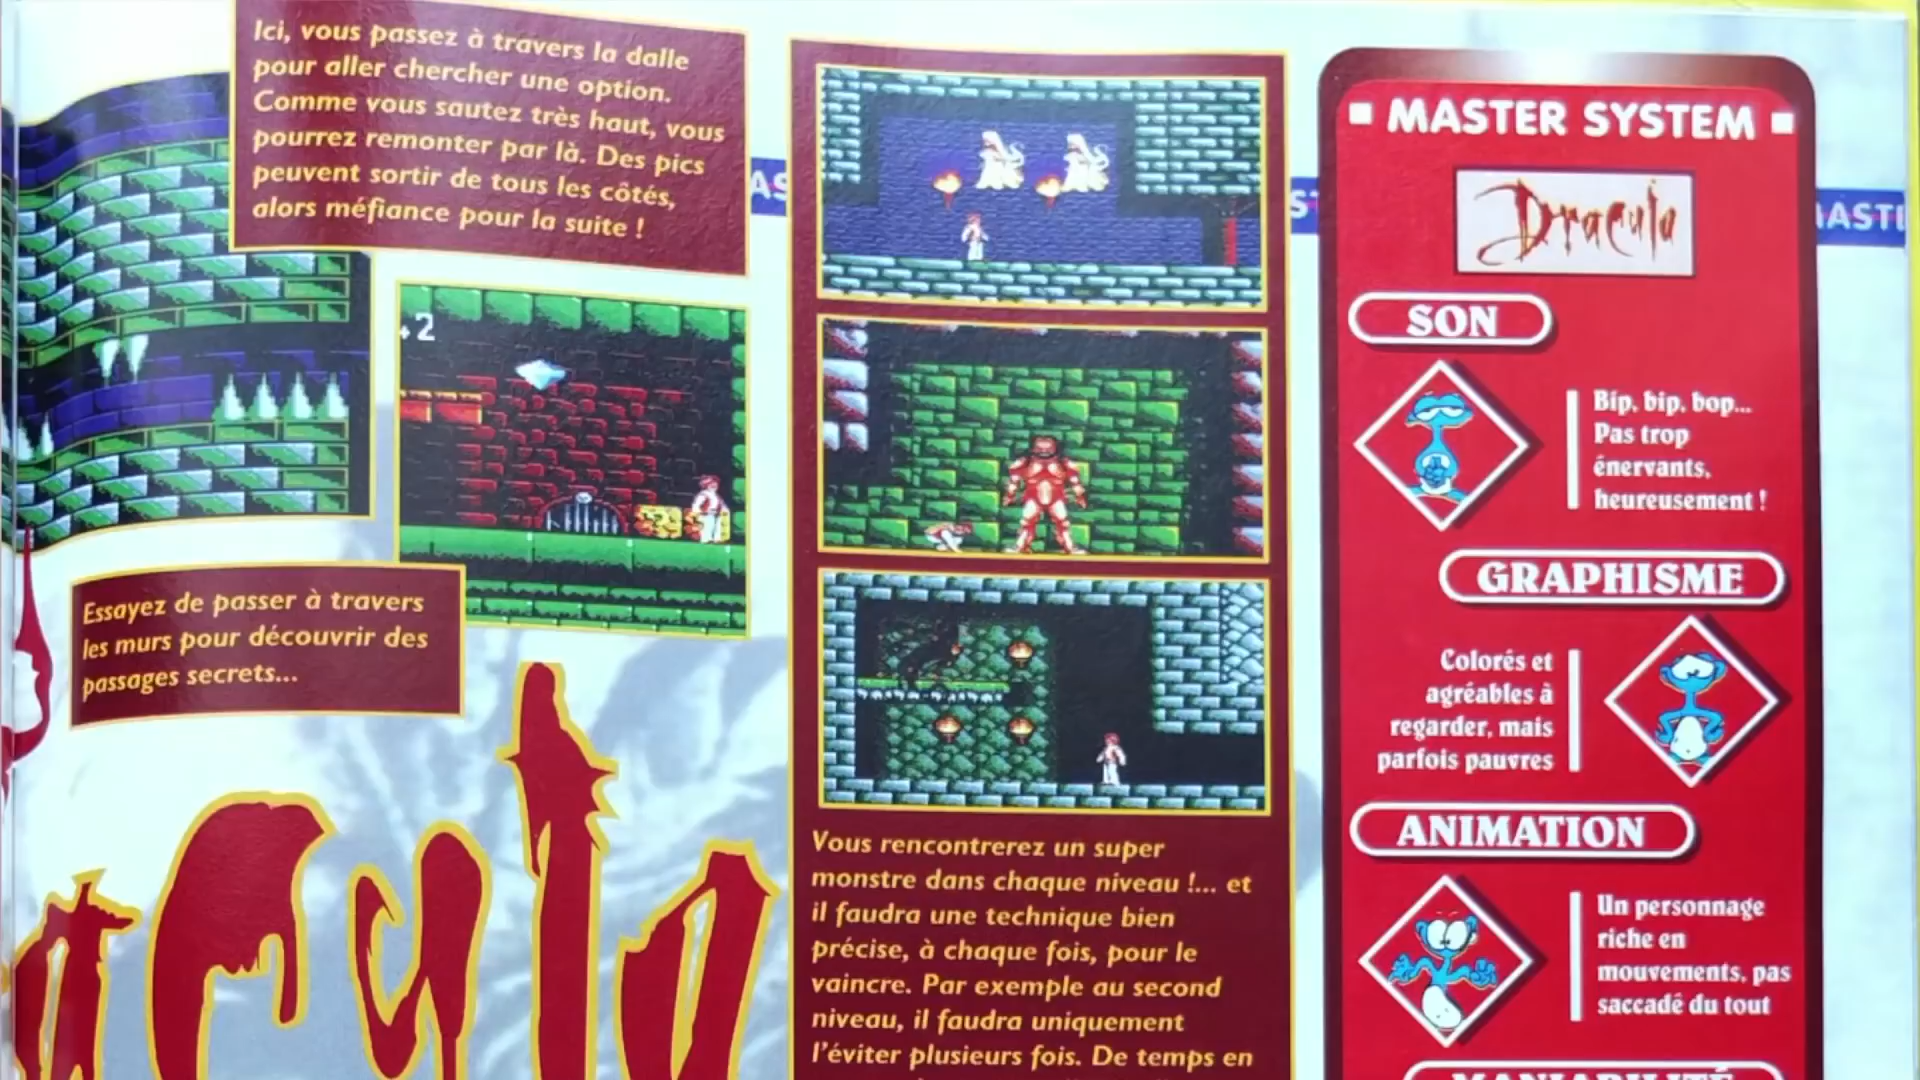 Ici, vous passez à travers la dalle
pour aller chercher une option.
Comme vous sautez très haut, vous
pourrez remonter par là. Des pics
peuvent sortir de tous les côtés,
alors méfiance pour la suite !
+2
Essayez de passer à travers
les murs pour découvrir des
passages secrets...
Vous rencontrerez un super
monstre dans chaque niveau !... et
il faudra une technique bien
précise, à chaque fois, pour le
vaincre. Par exemple au second
niveau, il faudra uniquement
l'éviter plusieurs fois. De temps en
MASTER SYSTEM
Dracula
SON
Bip, bip, bop...
Pas trop
énervants,
heureusement !
GRAPHISME
Colorés et
agréables à
regarder, mais
parfois pauvres
ANIMATION
Un personnage
riche en
mouvements, pas
saccadé du tout
MANIABILITÉ